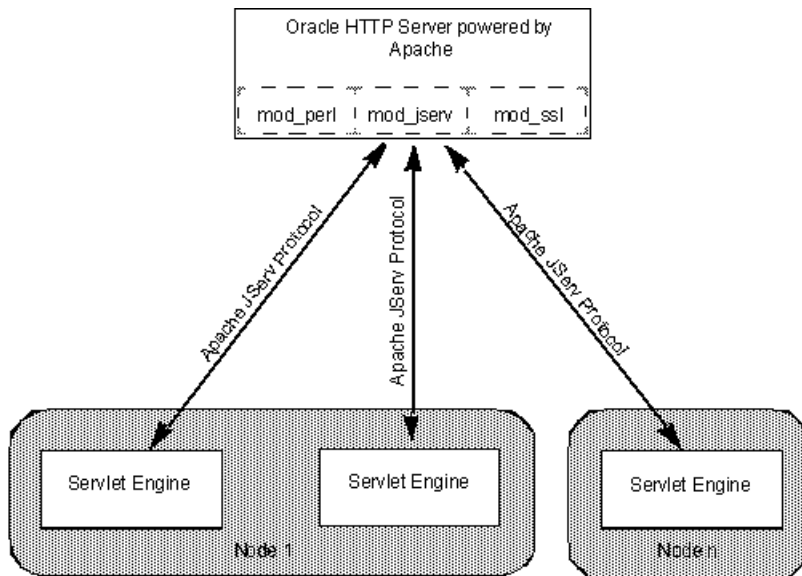 Oracle HTTP Server powered by
Apache
mod_perl
mod_jserv
mod_ssl
Apache JServ Protocol
Apache JServ Protocol
Apache JServ Protocol
Servlet Engine
Servlet Engine
Servlet Engine
Node 1
Node n